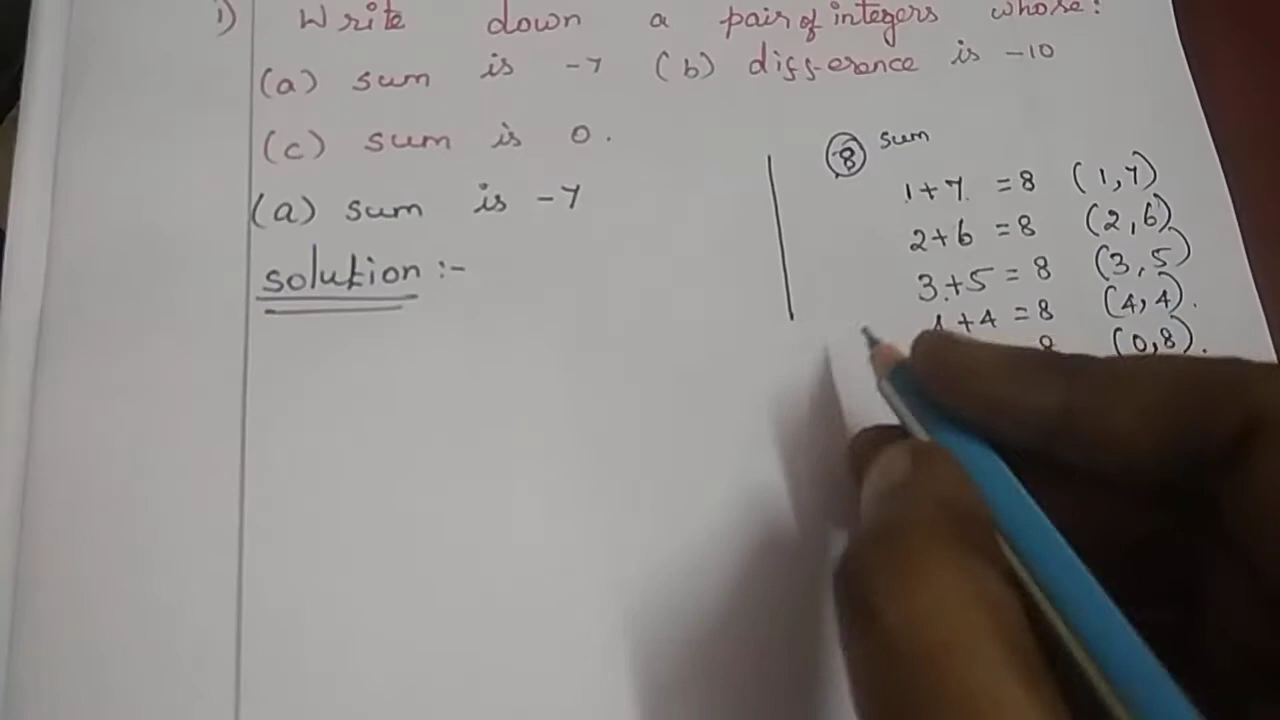 1) Write down a pair of integers whose:
(a) sum is -7 (b) difference is -10
(c) sum is 0.
(a) sum is -7
solution :-
8 sum
1+7 = 8 (1,7)
2+6 = 8 (2,6)
3+5 = 8 (3,5)
4+4 = 8 (4,4).
8 (0,8).